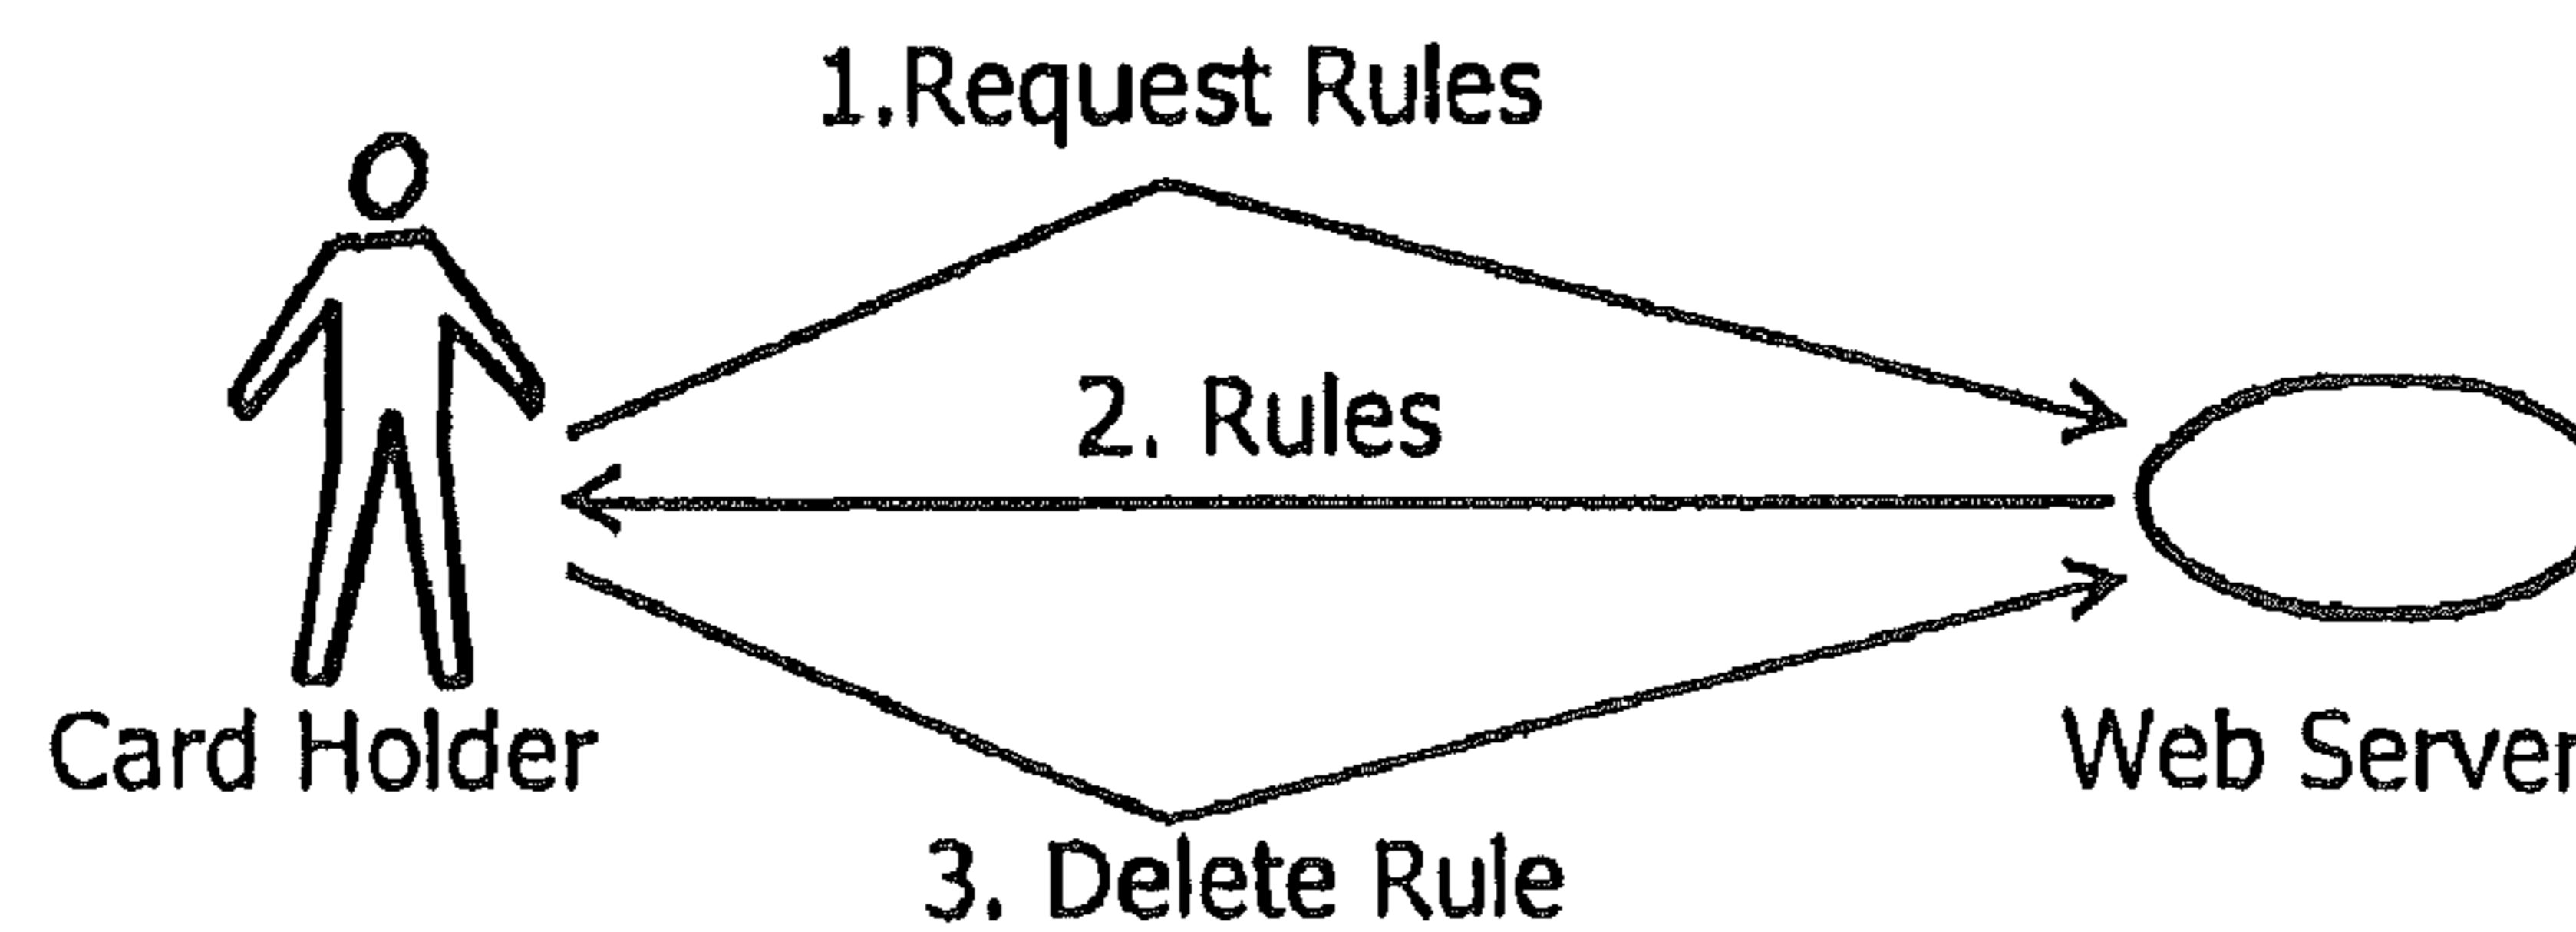 1.Request Rules
2. Rules
Card Holder
Web Server
3. Delete Rule